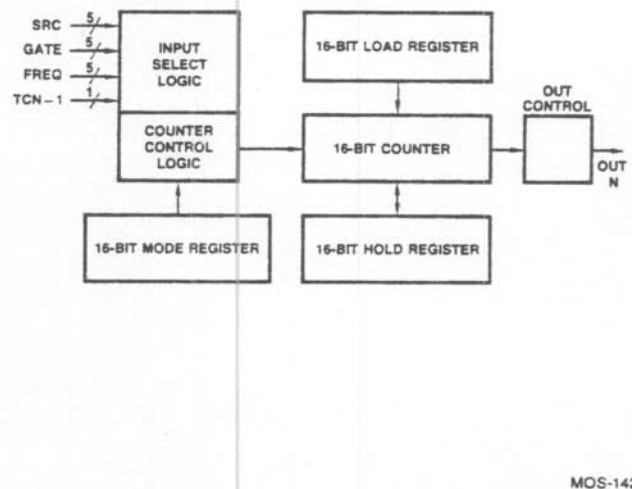 SRC 5
GATE 5
FREQ 5
TCN-1 1
INPUT
SELECT
LOGIC
COUNTER
CONTROL
LOGIC
16-BIT MODE REGISTER
16-BIT LOAD REGISTER
16-BIT COUNTER
16-BIT HOLD REGISTER
OUT
CONTROL
OUT
N